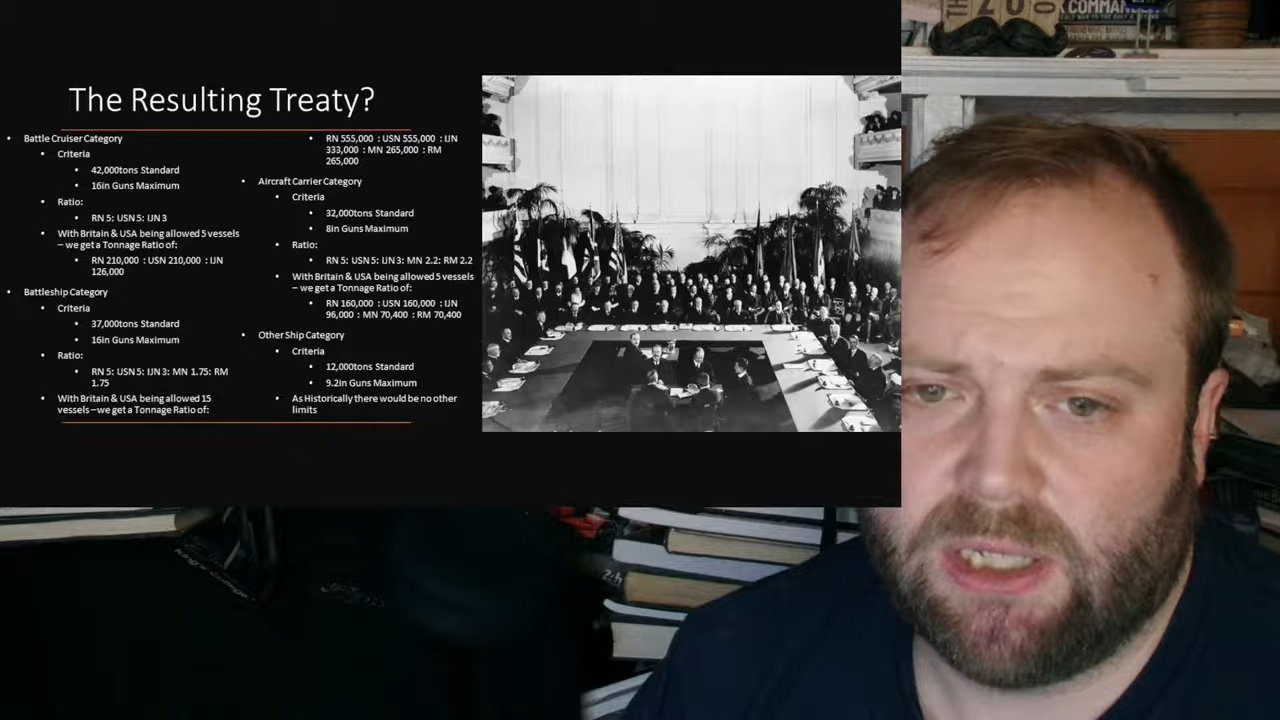 The Resulting Treaty?
• Battle Cruiser Category
• Criteria
• 42,000tons Standard
• 16in Guns Maximum
• Ratio:
• RN 5: USN 5: IJN 3
• With Britain & USA being allowed 5 vessels
– we get a Tonnage Ratio of:
• RN 210,000 : USN 210,000 : IJN
126,000
• Battleship Category
• Criteria
• 37,000tons Standard
• 16in Guns Maximum
• Ratio:
• RN 5: USN 5: IJN 3: MN 1.75: RM
1.75
• With Britain & USA being allowed 15
vessels – we get a Tonnage Ratio of:
• RN 555,000 : USN 555,000 : IJN
333,000 : MN 265,000 : RM
265,000
• Aircraft Carrier Category
• Criteria
• 32,000tons Standard
• 8in Guns Maximum
• Ratio:
• RN 5: USN 5: IJN 3: MN 2.2: RM 2.2
• With Britain & USA being allowed 5 vessels
– we get a Tonnage Ratio of:
• RN 160,000 : USN 160,000 : IJN
96,000 : MN 70,400 : RM 70,400
• Other Ship Category
• Criteria
• 12,000tons Standard
• 9.2in Guns Maximum
• As Historically there would be no other
limits